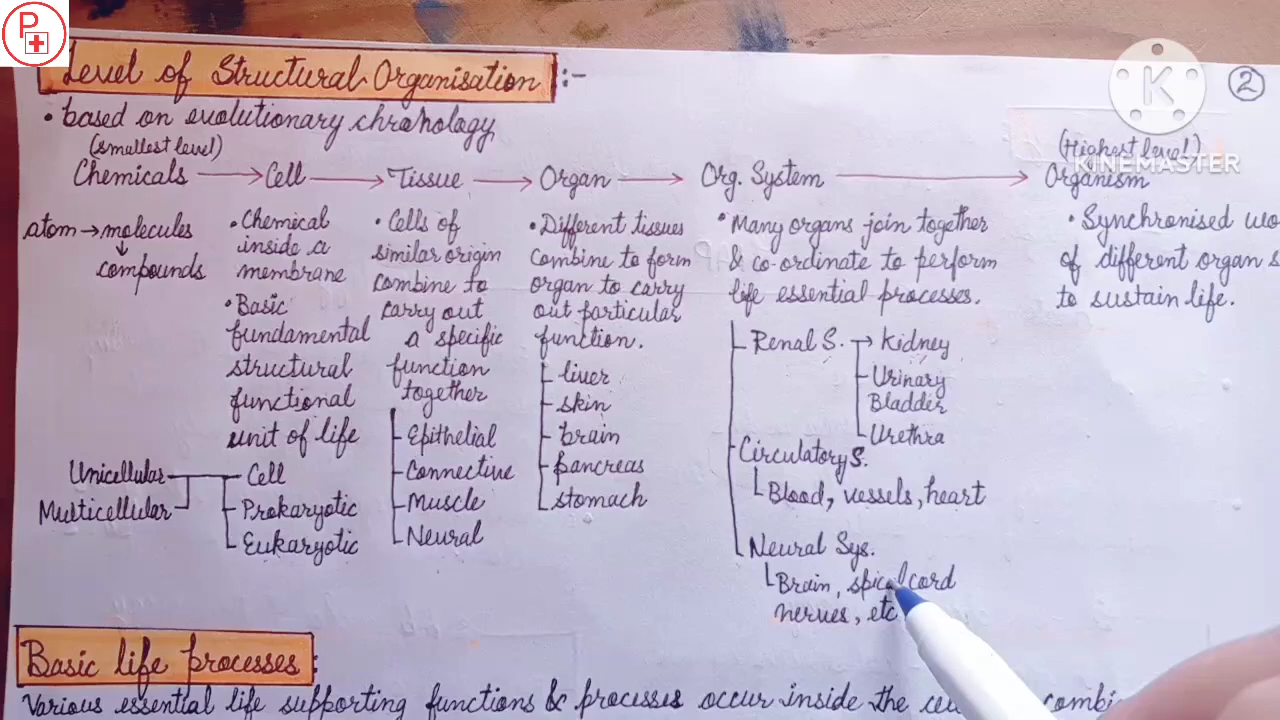 P
Level of Structural Organisation :-
2
• based on evolutionary chronology
(smallest level)
(Highest level)
KINEMASTER
Chemicals → Cell → Tissue → Organ → Org. System → Organism
atom → molecules
↓
compounds
• Chemical
inside a
membrane
• Basic
fundamental
structural
functional
unit of life
Unicellular
Multicellular
Cell
Prokaryotic
Eukaryotic
• Cells of
similar origin
combine to
carry out
a specific
function
together
Epithelial
Connective
Muscle
Neural
• Different tissues
combine to form
organ to carry
out particular
function.
liver
skin
brain
pancreas
stomach
• Many organs join together
& co-ordinate to perform
life essential processes.
Renal S. → Kidney
Urinary
Bladder
Urethra
Circulatory S.
Blood, vessels, heart
Neural Sys.
Brain, cord
nerves, etc
• Synchronised
of different organ
to sustain life.
Basic life processes :
Various essential life supporting functions & processes occur inside the